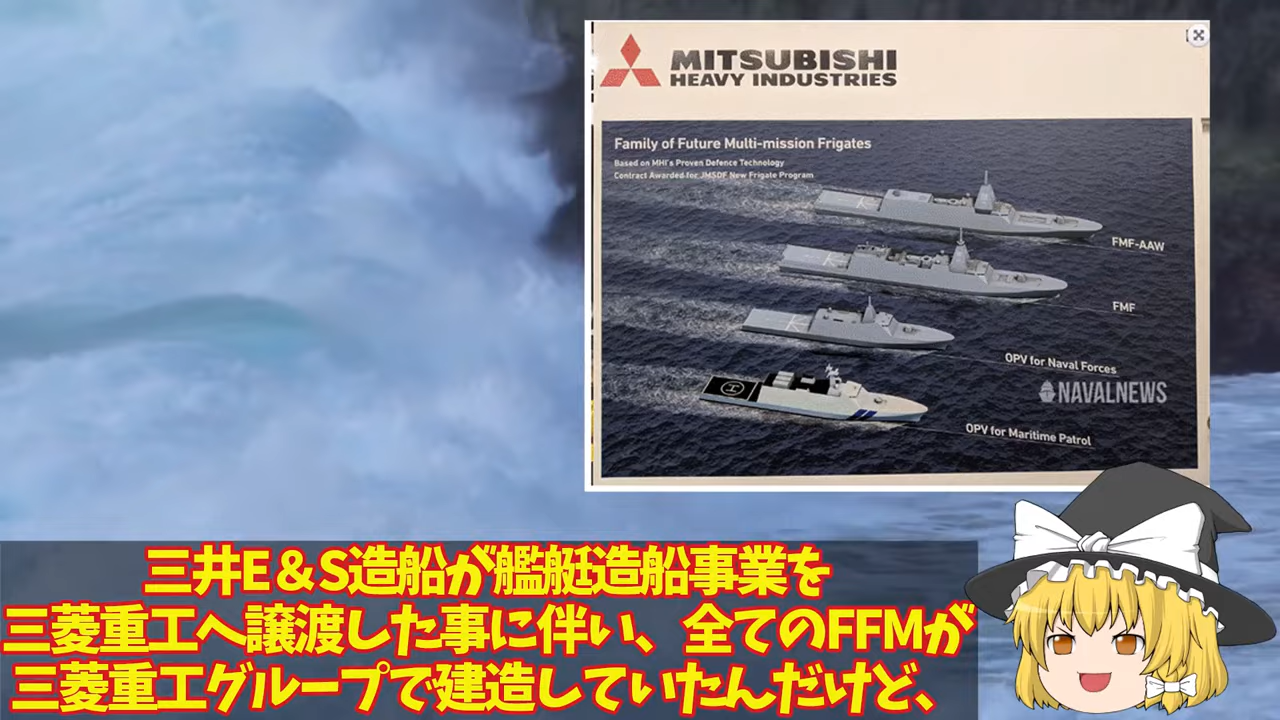 MITSUBISHI
HEAVY INDUSTRIES
Family of Future Multi-mission Frigates
Based on MHI's Proven Defence Technology
Contract Awarded for JMSDF New Frigate Program
FMF-AAW
FMF
OPV for Naval Forces
NAVALNEWS
OPV for Maritime Patrol
三井E&S造船が艦艇造船事業を
三菱重工へ譲渡した事に伴い、全てのFFMが
三菱重工グループで建造していたんだけど、